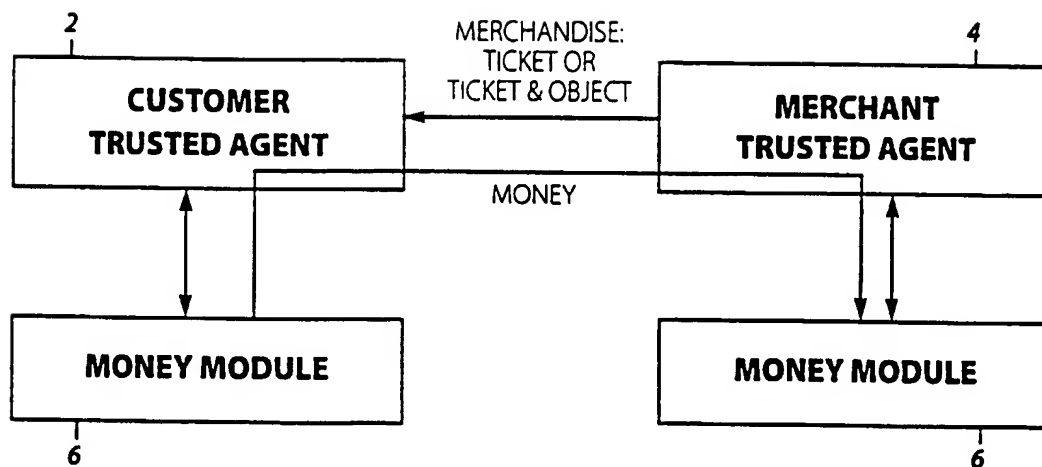 2
MERCHANDISE:
TICKET OR
TICKET & OBJECT
4
CUSTOMER
TRUSTED AGENT
MERCHANT
TRUSTED AGENT
MONEY
MONEY MODULE
MONEY MODULE
6
6